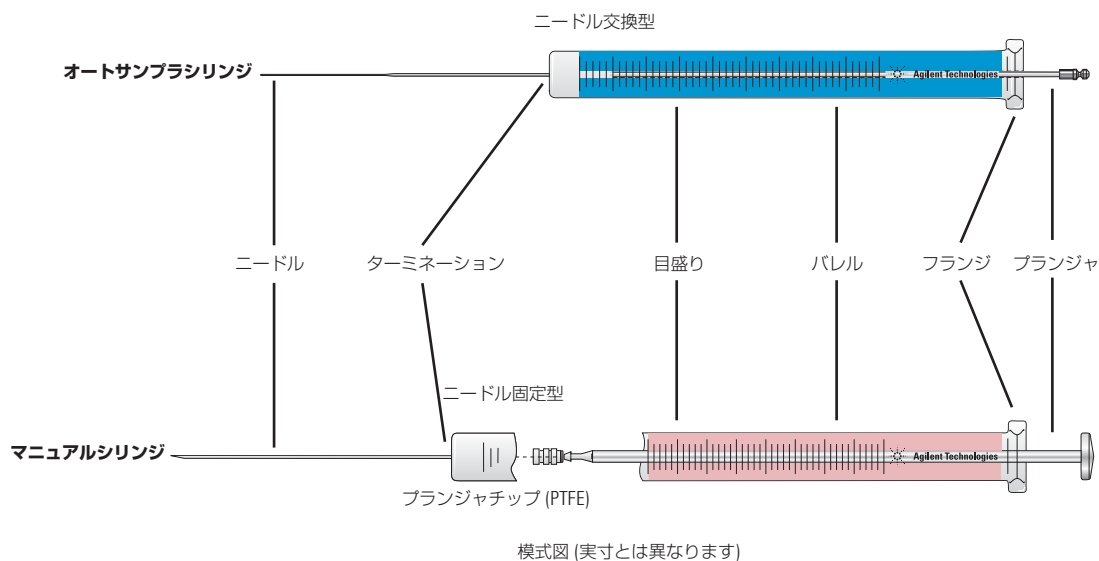 ニードル交換型
オートサンプラシリンジ
Agilent Technologies
ニードル
ターミネーション
目盛り
バレル
フランジ
プランジャ
ニードル固定型
マニュアルシリンジ
Agilent Technologies
プランジャチップ (PTFE)
模式図 (実寸とは異なります)